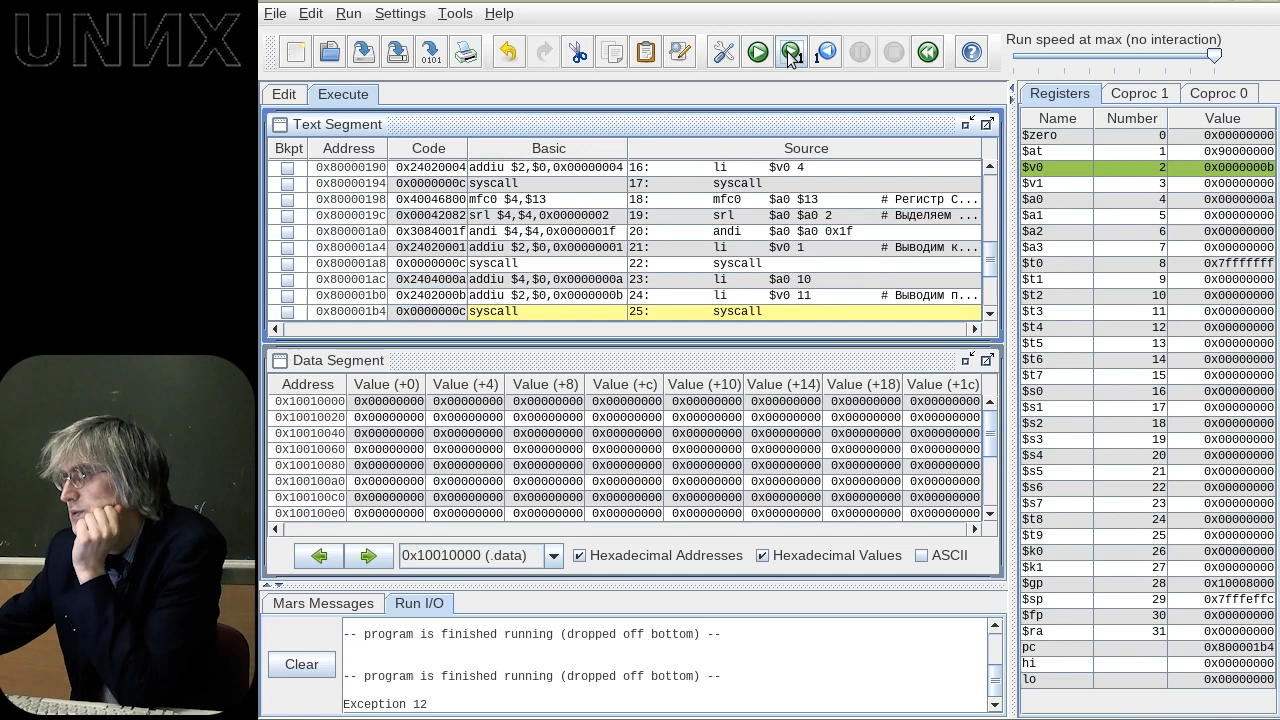 UNИX
File Edit Run Settings Tools Help
Run speed at max (no interaction)
Edit Execute
Text Segment
Bkpt Address Code Basic Source
0x80000190 0x24020004 addiu $2,$0,0x00000004 16: li $v0 4
0x80000194 0x0000000c syscall 17: syscall
0x80000198 0x40046800 mfc0 $4,$13 18: mfc0 $a0 $13 # Регистр C...
0x8000019c 0x00042082 srl $4,$4,0x00000002 19: srl $a0 $a0 2 # Выделяем ...
0x800001a0 0x3084001f andi $4,$4,0x0000001f 20: andi $a0 $a0 0x1f
0x800001a4 0x24020001 addiu $2,$0,0x00000001 21: li $v0 1 # Выводим к...
0x800001a8 0x0000000c syscall 22: syscall
0x800001ac 0x2404000a addiu $4,$0,0x0000000a 23: li $a0 10
0x800001b0 0x2402000b addiu $2,$0,0x0000000b 24: li $v0 11 # Выводим п...
0x800001b4 0x0000000c syscall 25: syscall
Data Segment
Address Value (+0) Value (+4) Value (+8) Value (+c) Value (+10) Value (+14) Value (+18) Value (+1c)
0x10010000 0x00000000 0x00000000 0x00000000 0x00000000 0x00000000 0x00000000 0x00000000 0x00000000
0x10010020 0x00000000 0x00000000 0x00000000 0x00000000 0x00000000 0x00000000 0x00000000 0x00000000
0x10010040 0x00000000 0x00000000 0x00000000 0x00000000 0x00000000 0x00000000 0x00000000 0x00000000
0x10010060 0x00000000 0x00000000 0x00000000 0x00000000 0x00000000 0x00000000 0x00000000 0x00000000
0x10010080 0x00000000 0x00000000 0x00000000 0x00000000 0x00000000 0x00000000 0x00000000 0x00000000
0x100100a0 0x00000000 0x00000000 0x00000000 0x00000000 0x00000000 0x00000000 0x00000000 0x00000000
0x100100c0 0x00000000 0x00000000 0x00000000 0x00000000 0x00000000 0x00000000 0x00000000 0x00000000
0x100100e0 0x00000000 0x00000000 0x00000000 0x00000000 0x00000000 0x00000000 0x00000000 0x00000000
0x10010000 (.data) Hexadecimal Addresses Hexadecimal Values ASCII
Mars Messages Run I/O
Clear
-- program is finished running (dropped off bottom) --
-- program is finished running (dropped off bottom) --
Exception 12
Registers Coproc 1 Coproc 0
Name Number Value
$zero 0 0x00000000
$at 1 0x90000000
$v0 2 0x0000000b
$v1 3 0x00000000
$a0 4 0x0000000a
$a1 5 0x00000000
$a2 6 0x00000000
$a3 7 0x00000000
$t0 8 0x7fffffff
$t1 9 0x00000000
$t2 10 0x00000000
$t3 11 0x00000000
$t4 12 0x00000000
$t5 13 0x00000000
$t6 14 0x00000000
$t7 15 0x00000000
$s0 16 0x00000000
$s1 17 0x00000000
$s2 18 0x00000000
$s3 19 0x00000000
$s4 20 0x00000000
$s5 21 0x00000000
$s6 22 0x00000000
$s7 23 0x00000000
$t8 24 0x00000000
$t9 25 0x00000000
$k0 26 0x00000000
$k1 27 0x00000000
$gp 28 0x10008000
$sp 29 0x7fffeffc
$fp 30 0x00000000
$ra 31 0x00000000
pc 0x800001b4
hi 0x00000000
lo 0x00000000